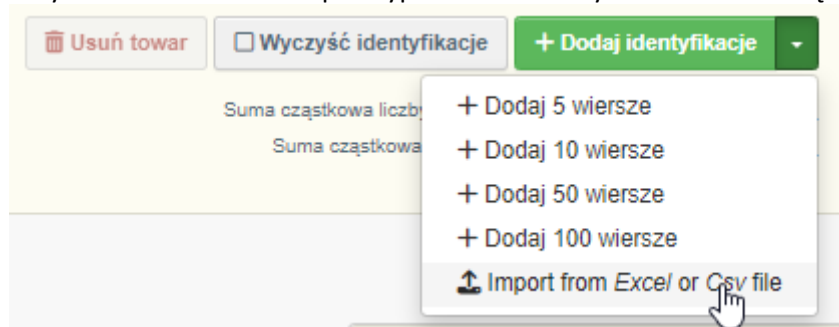 Usuń towar Wyczyść identyfikacje + Dodaj identyfikacje
Suma cząstkowa liczby
+ Dodaj 5 wiersze
Suma cząstkowa
+ Dodaj 10 wiersze
+ Dodaj 50 wiersze
+ Dodaj 100 wiersze
Import from Excel or Csv file